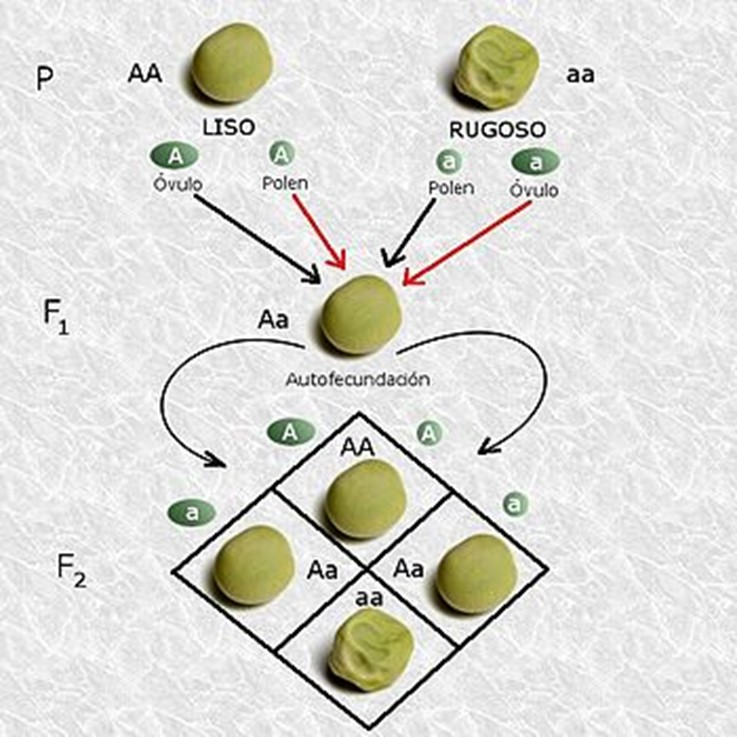 P
AA
aa
LISO
RUGOSO
A
A
a
a
Óvulo
Polen
Polen
Óvulo
F1
Aa
Autofecundación
A
A
AA
a
a
F2
Aa
Aa
aa